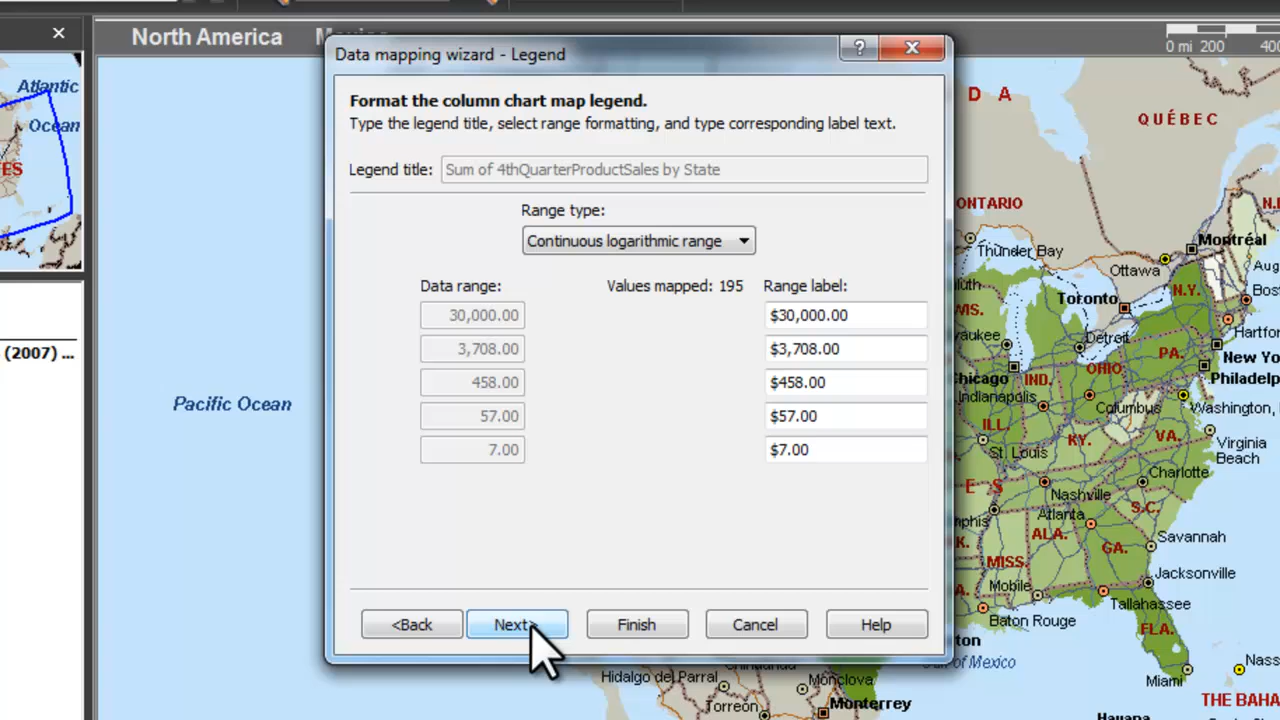 North America
0 mi 200
Atlantic
Ocean
(2007) ...
Pacific Ocean
Data mapping wizard - Legend
?
Format the column chart map legend.
Type the legend title, select range formatting, and type corresponding label text.
Legend title: Sum of 4thQuarterProductSales by State
Range type:
Continuous logarithmic range
Data range: Values mapped: 195 Range label:
30,000.00 $30,000.00
3,708.00 $3,708.00
458.00 $458.00
57.00 $57.00
7.00 $7.00
<Back Next> Finish Cancel Help
D A
QUÉBEC
ONTARIO
Thunder Bay
Montréal
Ottawa
Toronto
N.Y.
Detroit
PA.
New Yo
Philadelp
Chicago
IND.
OHIO
Indianapolis
Columbus
Washington,
ILL.
KY.
VA.
St. Louis
Virginia
Beach
Charlotte
E S
Nashville
S.C.
Atlanta
ALA.
GA.
Savannah
MISS.
Mobile
Jacksonville
Tallahassee
Baton Rouge
FLA.
of Mexico
Miami
THE BAHA
Hidalgo del Parral
Monclova
Torreón
Monterrey